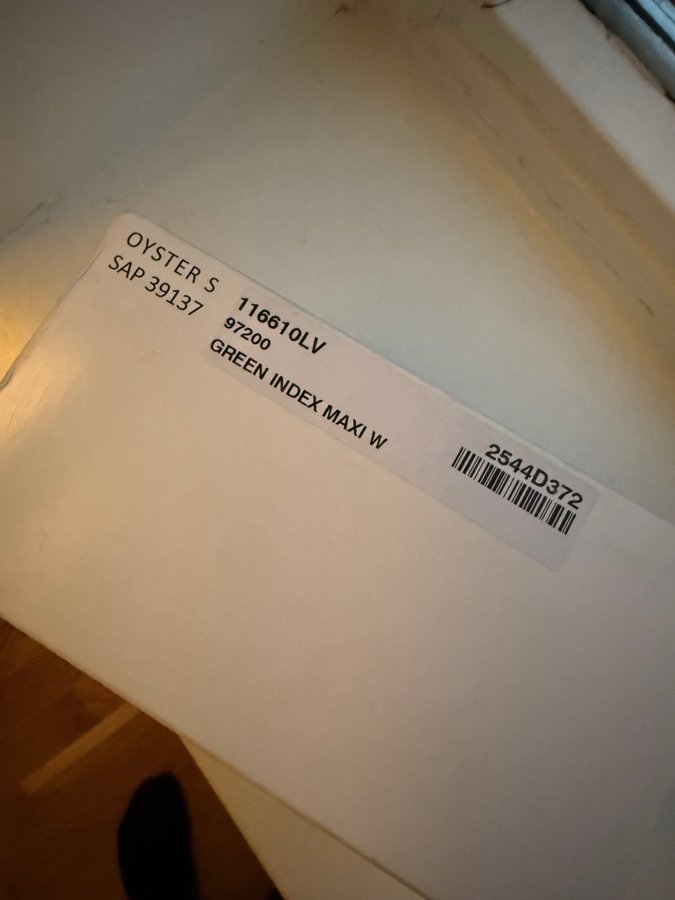 OYSTER S
SAP 39137
116610LV
97200
GREEN INDEX MAXI W
2544D372